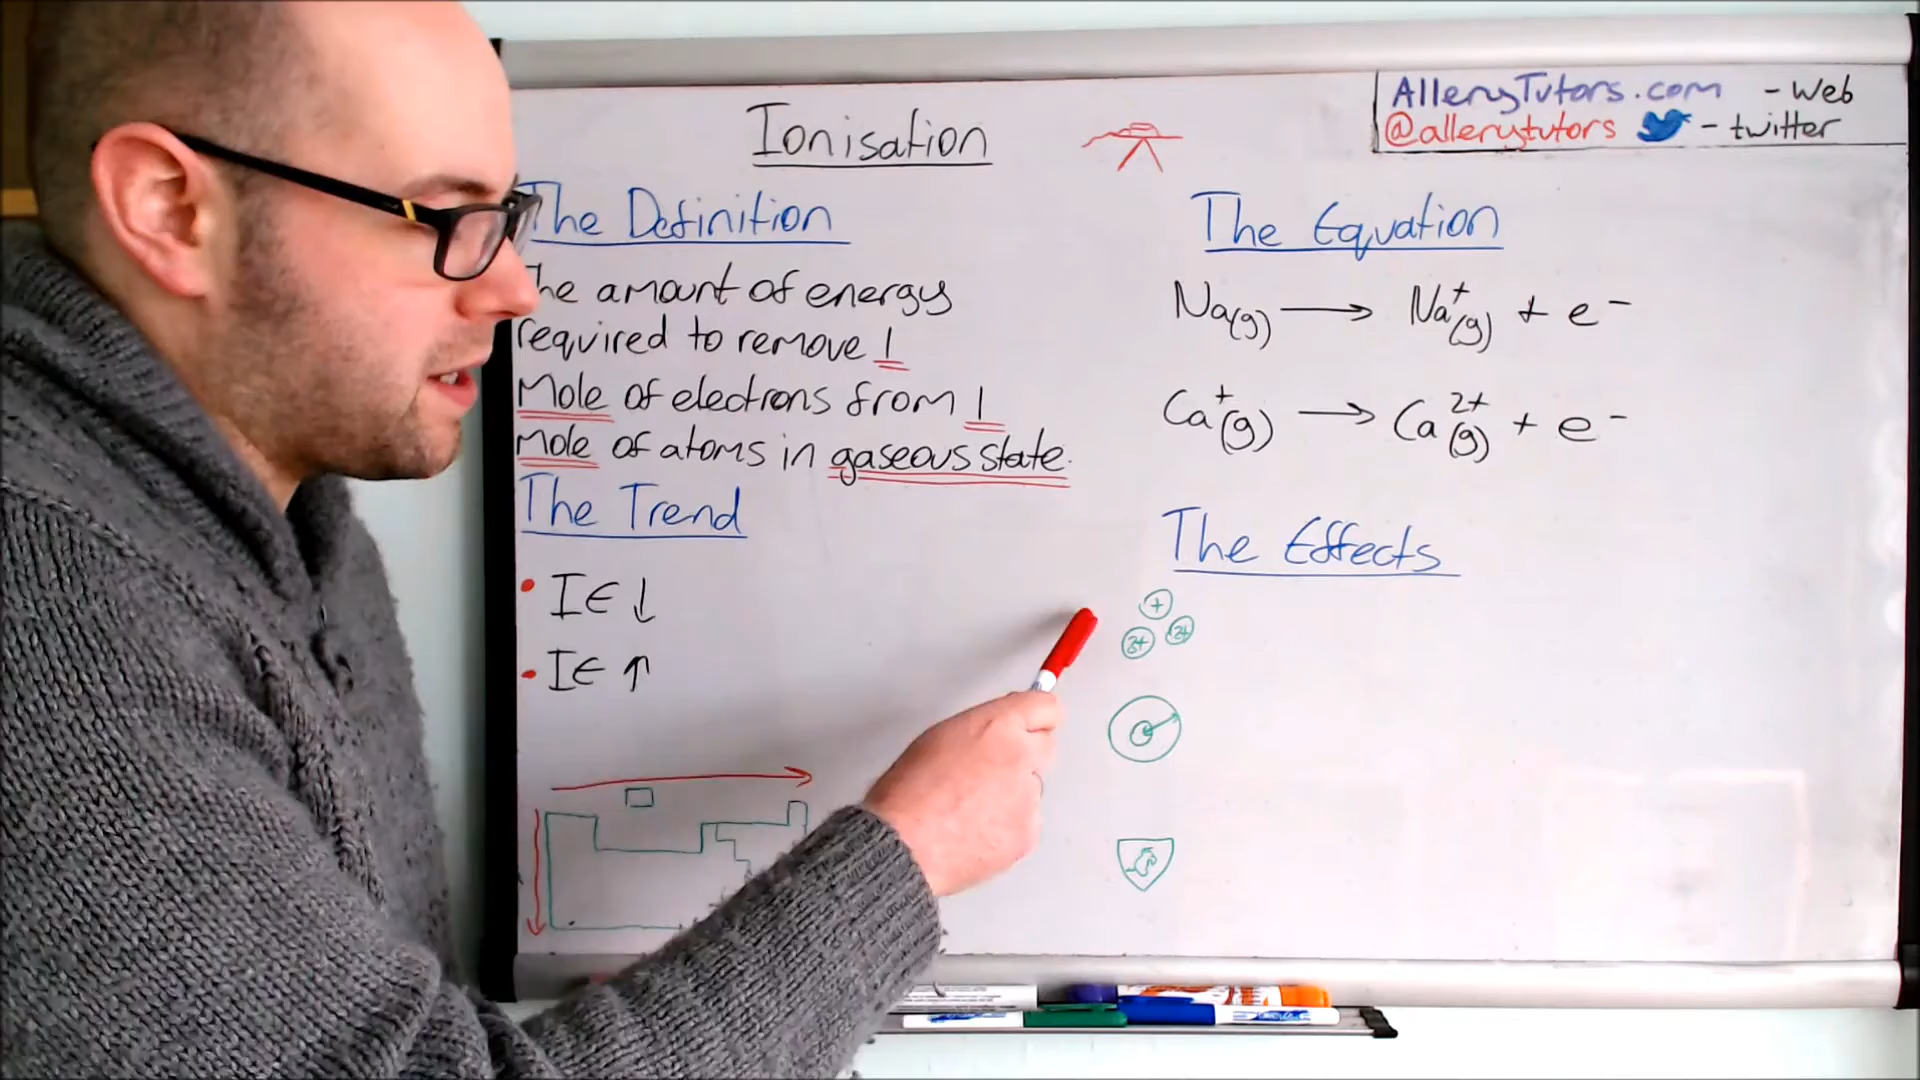 Ionisation
AlleryTutors.com - Web
@allerytutors - twitter
The Definition
The amount of energy
required to remove 1
Mole of electrons from 1
Mole of atoms in gaseous state.
The Trend
• IE ↓
• IE ↑
The Equation
Na(g) → Na⁺(g) + e⁻
Ca⁺(g) → Ca²⁺(g) + e⁻
The Effects
+
3+ 2+